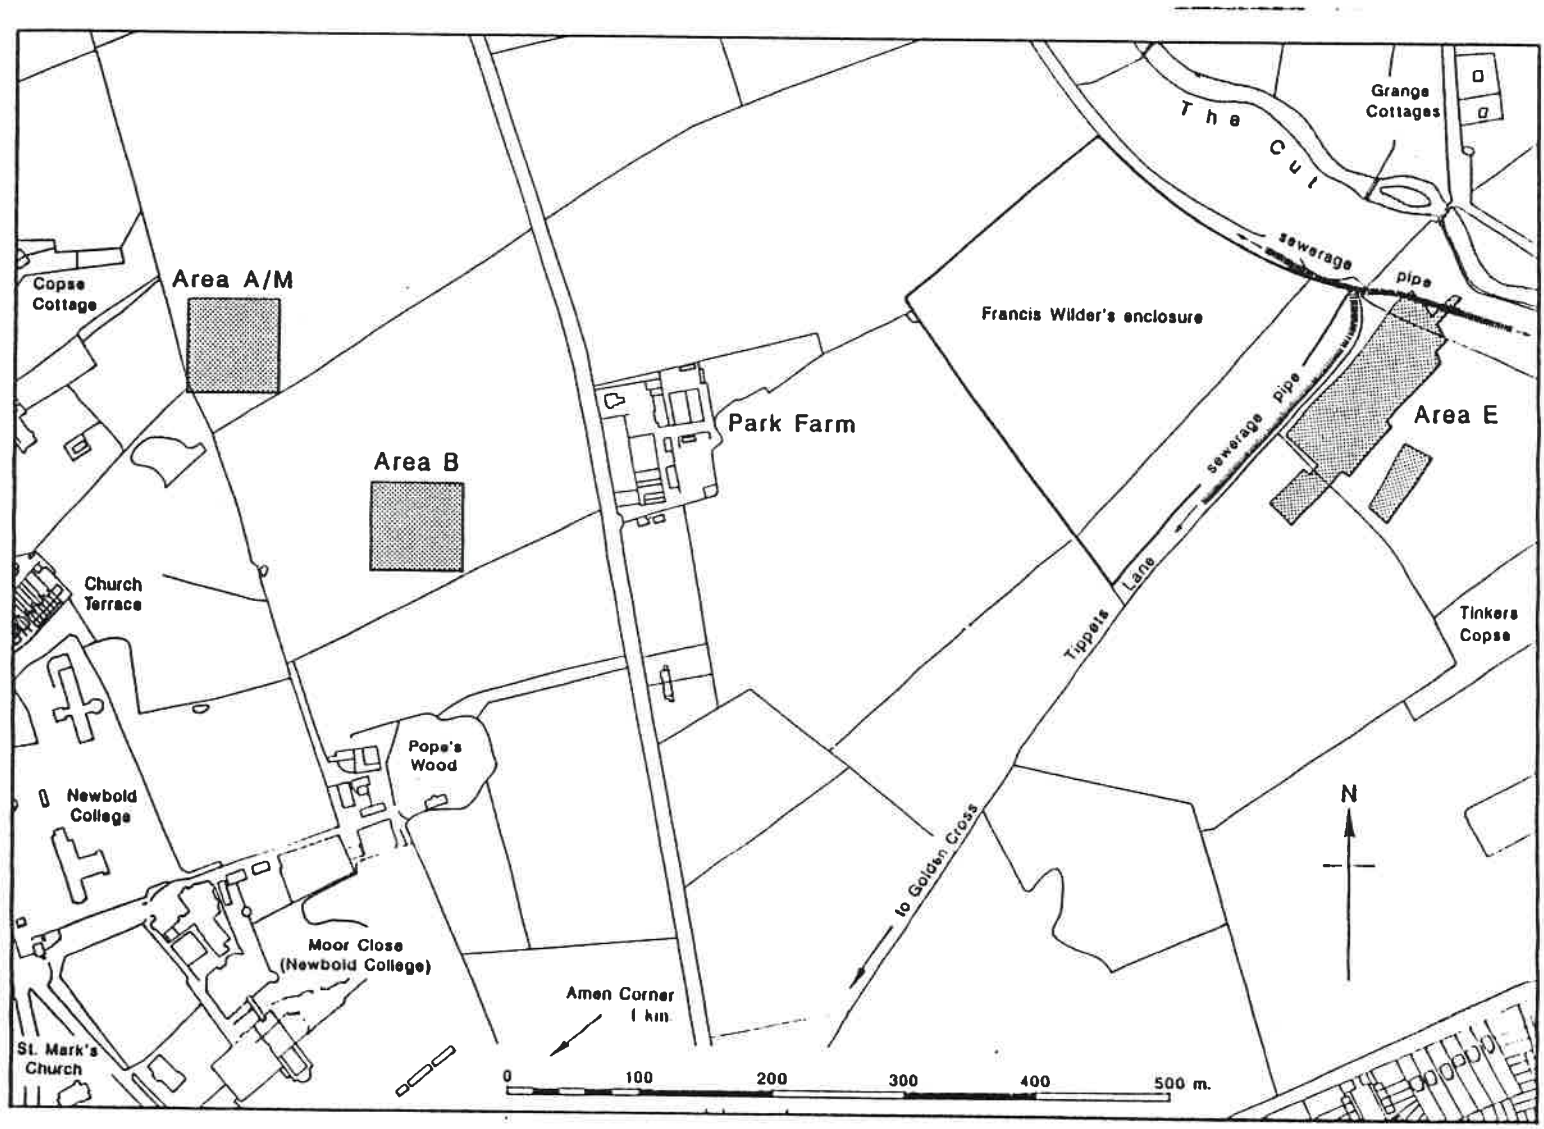 The Cut
Grange
Cottages
sewerage pipe
Copse
Cottage
Area A/M
Francis Wilder's enclosure
sewerage pipe
Park Farm
Area E
Area B
Church
Terrace
Tippets Lane
Tinkers
Copse
Pope's
Wood
Newbold
College
N
to Golden Cross
Moor Close
(Newbold College)
Amen Corner
1 km.
St. Mark's
Church
0 100 200 300 400 500 m.